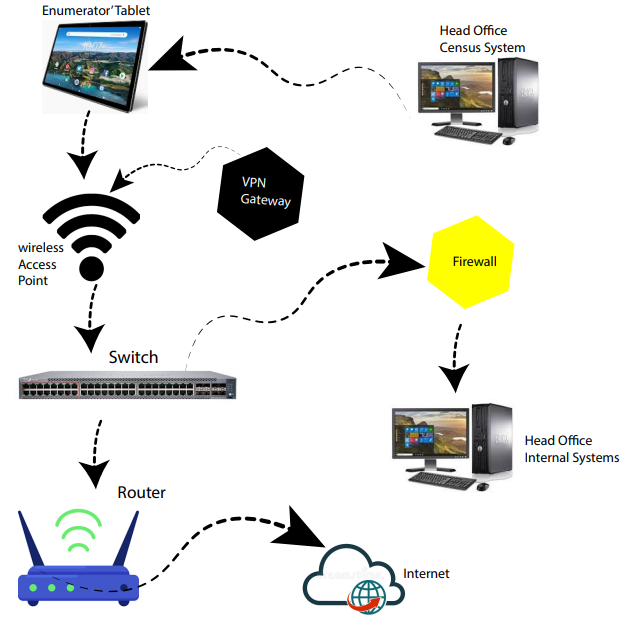 Enumerator'Tablet
Head Office
Census System
VPN
Gateway
wireless
Access
Point
Firewall
Switch
Head Office
Internal Systems
Router
Internet